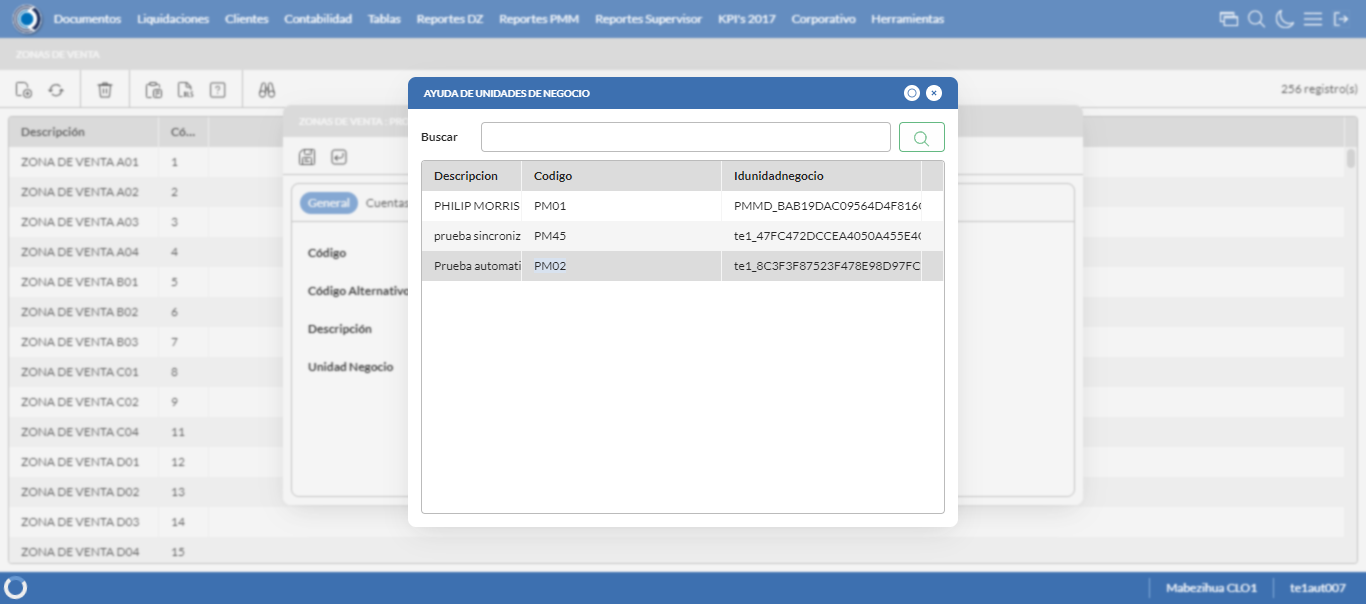 Documentos Liquidaciones Clientes Contabilidad Tablas Reportes DZ Reportes PMM Reportes Supervisor KPI's 2017 Corporativo Herramientas
ZONAS DE VENTA
256 registro(s)
AYUDA DE UNIDADES DE NEGOCIO
Buscar
Descripcion Codigo Idunidadnegocio
PHILIP MORRIS PM01 PMMD_BAB19DAC09564D4F816
prueba sincroniz PM45 te1_47FC472DCCEA4050A455E4
Prueba automati PM02 te1_8C3F3F87523F478E98D97FC
ZONAS DE VENTA : 
General Cuentas
Código
Código Alternativo
Descripción
Unidad Negocio
Descripción Có...
ZONA DE VENTA A01 1
ZONA DE VENTA A02 2
ZONA DE VENTA A03 3
ZONA DE VENTA A04 4
ZONA DE VENTA B01 5
ZONA DE VENTA B02 6
ZONA DE VENTA B03 7
ZONA DE VENTA C01 8
ZONA DE VENTA C02 9
ZONA DE VENTA C04 11
ZONA DE VENTA D01 12
ZONA DE VENTA D02 13
ZONA DE VENTA D03 14
ZONA DE VENTA D04 15
Mabezihua CLO1 te1aut007